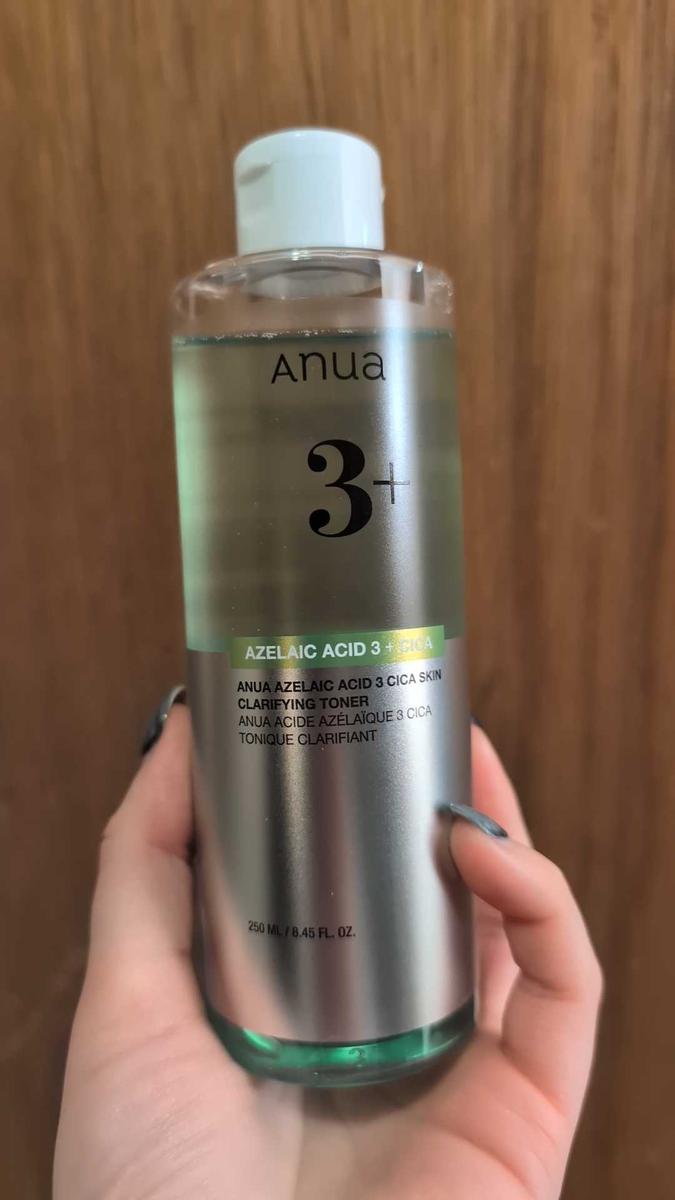 Anua
3+
AZELAIC ACID 3 + CICA
ANUA AZELAIC ACID 3 CICA SKIN
CLARIFYING TONER
ANUA ACIDE AZÉLAÏQUE 3 CICA
TONIQUE CLARIFIANT
250 ML / 8.45 FL. OZ.
3